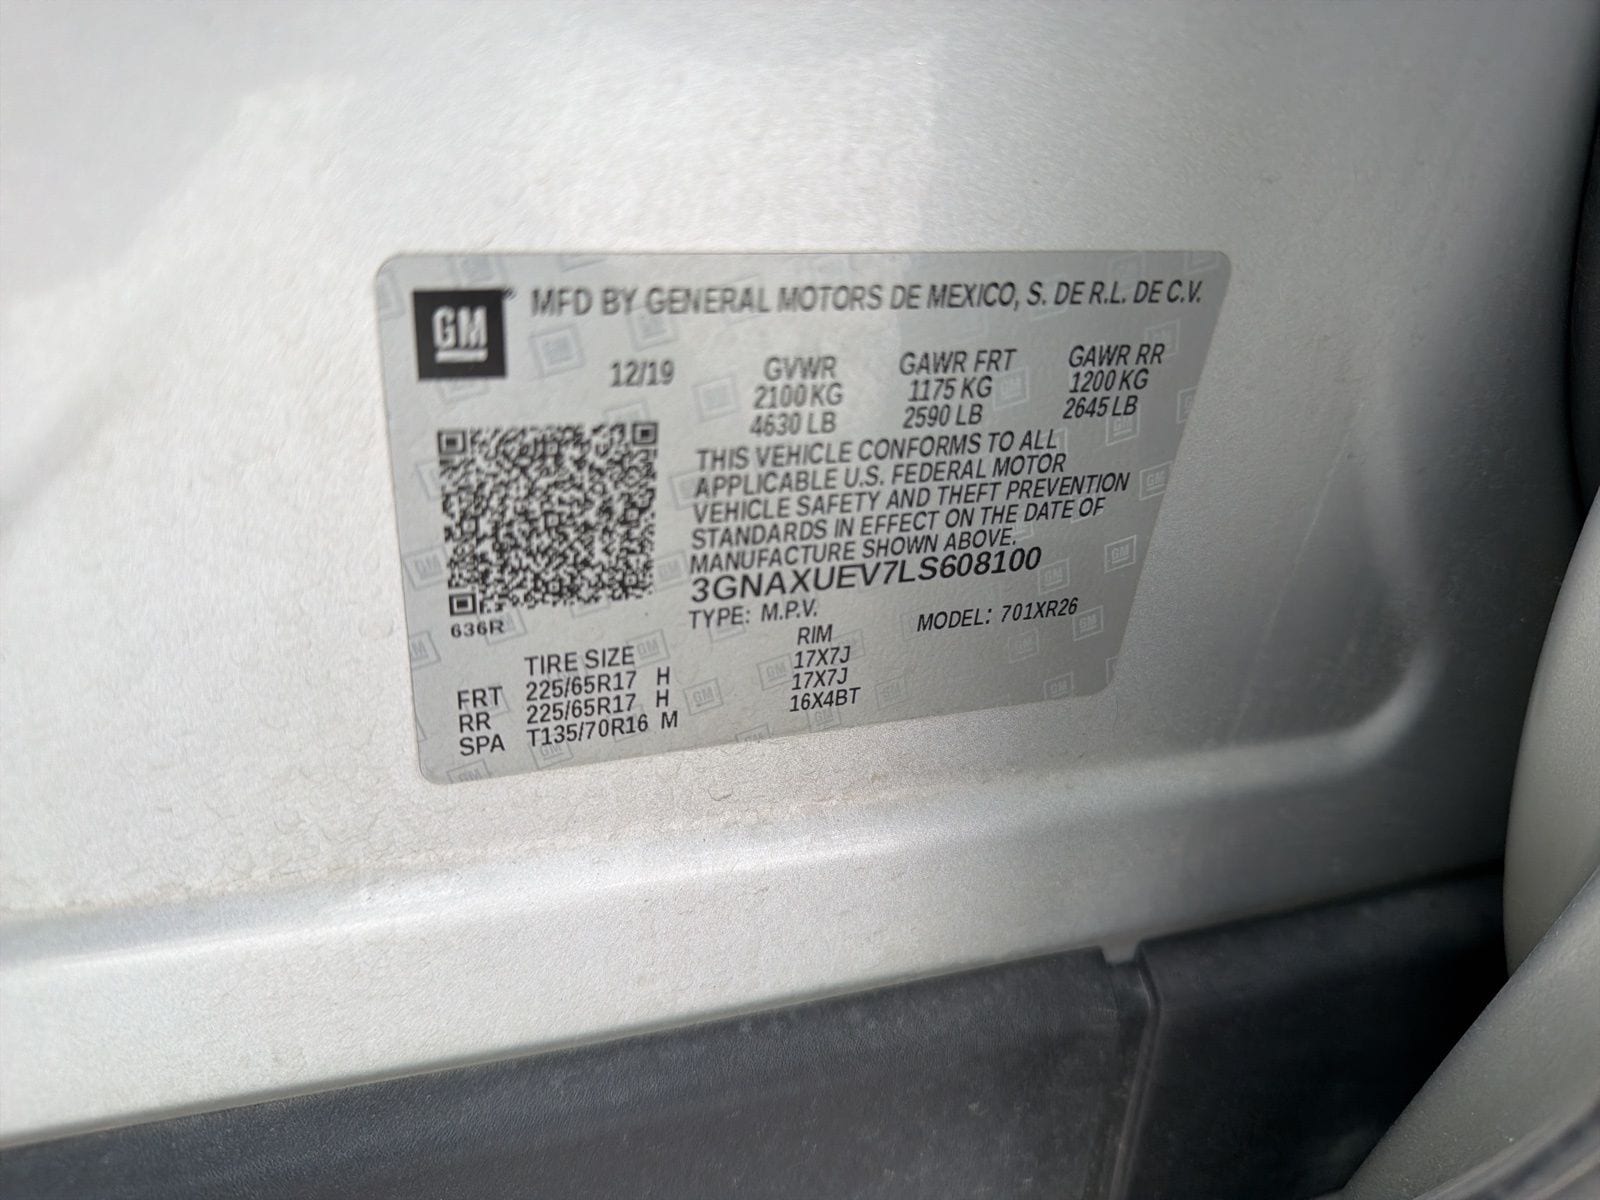 GM® MFD BY GENERAL MOTORS DE MEXICO, S. DE R.L. DE C.V.
12/19 GVWR GAWR FRT GAWR RR
2100 KG 1175 KG 1200 KG
4630 LB 2590 LB 2645 LB
THIS VEHICLE CONFORMS TO ALL
APPLICABLE U.S. FEDERAL MOTOR
VEHICLE SAFETY AND THEFT PREVENTION
STANDARDS IN EFFECT ON THE DATE OF
MANUFACTURE SHOWN ABOVE.
3GNAXUEV7LS608100
TYPE: M.P.V. MODEL: 701XR26
636R
TIRE SIZE RIM
FRT 225/65R17 H 17X7J
RR 225/65R17 H 17X7J
SPA T135/70R16 M 16X4BT